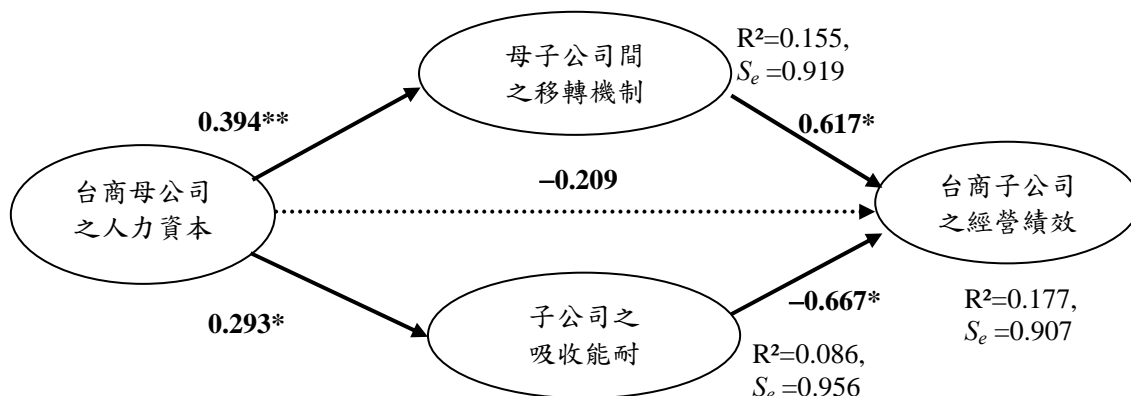 母子公司間
之移轉機制
R²=0.155,
Sₑ =0.919
0.394**
0.617*
台商母公司
之人力資本
−0.209
台商子公司
之經營績效
0.293*
子公司之
吸收能耐
−0.667*
R²=0.086,
Sₑ =0.956
R²=0.177,
Sₑ =0.907